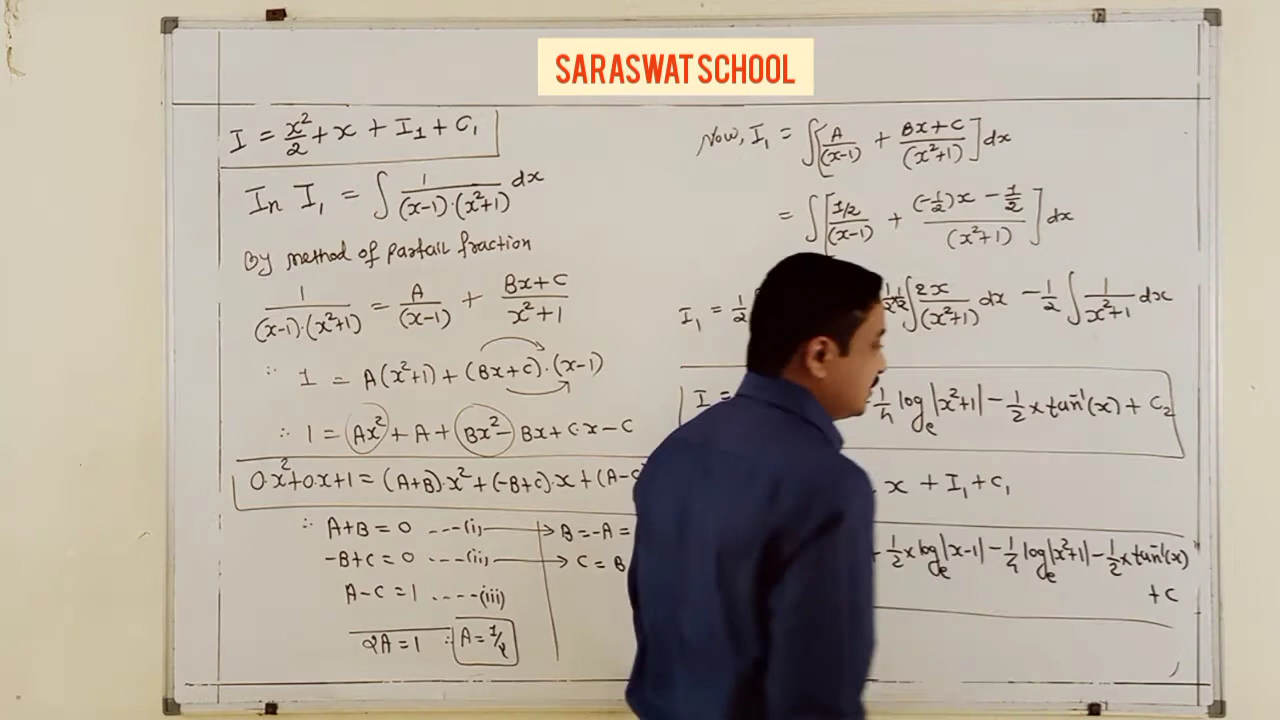 SARASWAT SCHOOL
I = x²/2 + x + I₁ + C₁
In I₁ = ∫ 1/((x-1)·(x²+1)) dx
By method of partail fraction
1/((x-1)·(x²+1)) = A/(x-1) + (Bx+C)/(x²+1)
∴ 1 = A(x²+1) + (Bx+C)·(x-1)
∴ 1 = Ax² + A + Bx² - Bx + C·x - C
0·x²+0·x+1 = (A+B)·x² + (-B+C)·x + (A-C
∴ A+B = 0 ---(i) → B = -A =
-B+C = 0 ---(ii) → C = B
A-C = 1 ----(iii)
2A = 1 ∴ A = 1/2
Now, I₁ = ∫[A/(x-1) + (Bx+C)/(x²+1)] dx
= ∫[(1/2)/(x-1) + ((-1/2)x - 1/2)/(x²+1)] dx
I₁ = 1/2 ∫ 2x/(x²+1) dx - 1/2 ∫ 1/(x²+1) dx
I = 1/4 logₑ|x²+1| - 1/2 × tan⁻¹(x) + C₂
x + I₁ + C₁
1/2 × logₑ|x-1| - 1/4 logₑ|x²+1| - 1/2 × tan⁻¹(x)
+ C